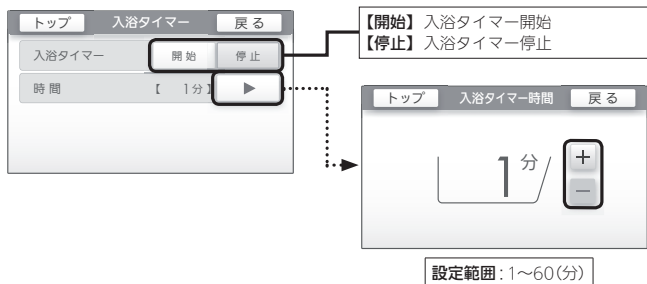 トップ 入浴タイマー 戻る
入浴タイマー 開始 停止
時間 【 1分】 ▶
【開始】入浴タイマー開始
【停止】入浴タイマー停止
トップ 入浴タイマー時間 戻る
1分 +
−
設定範囲:1〜60(分)